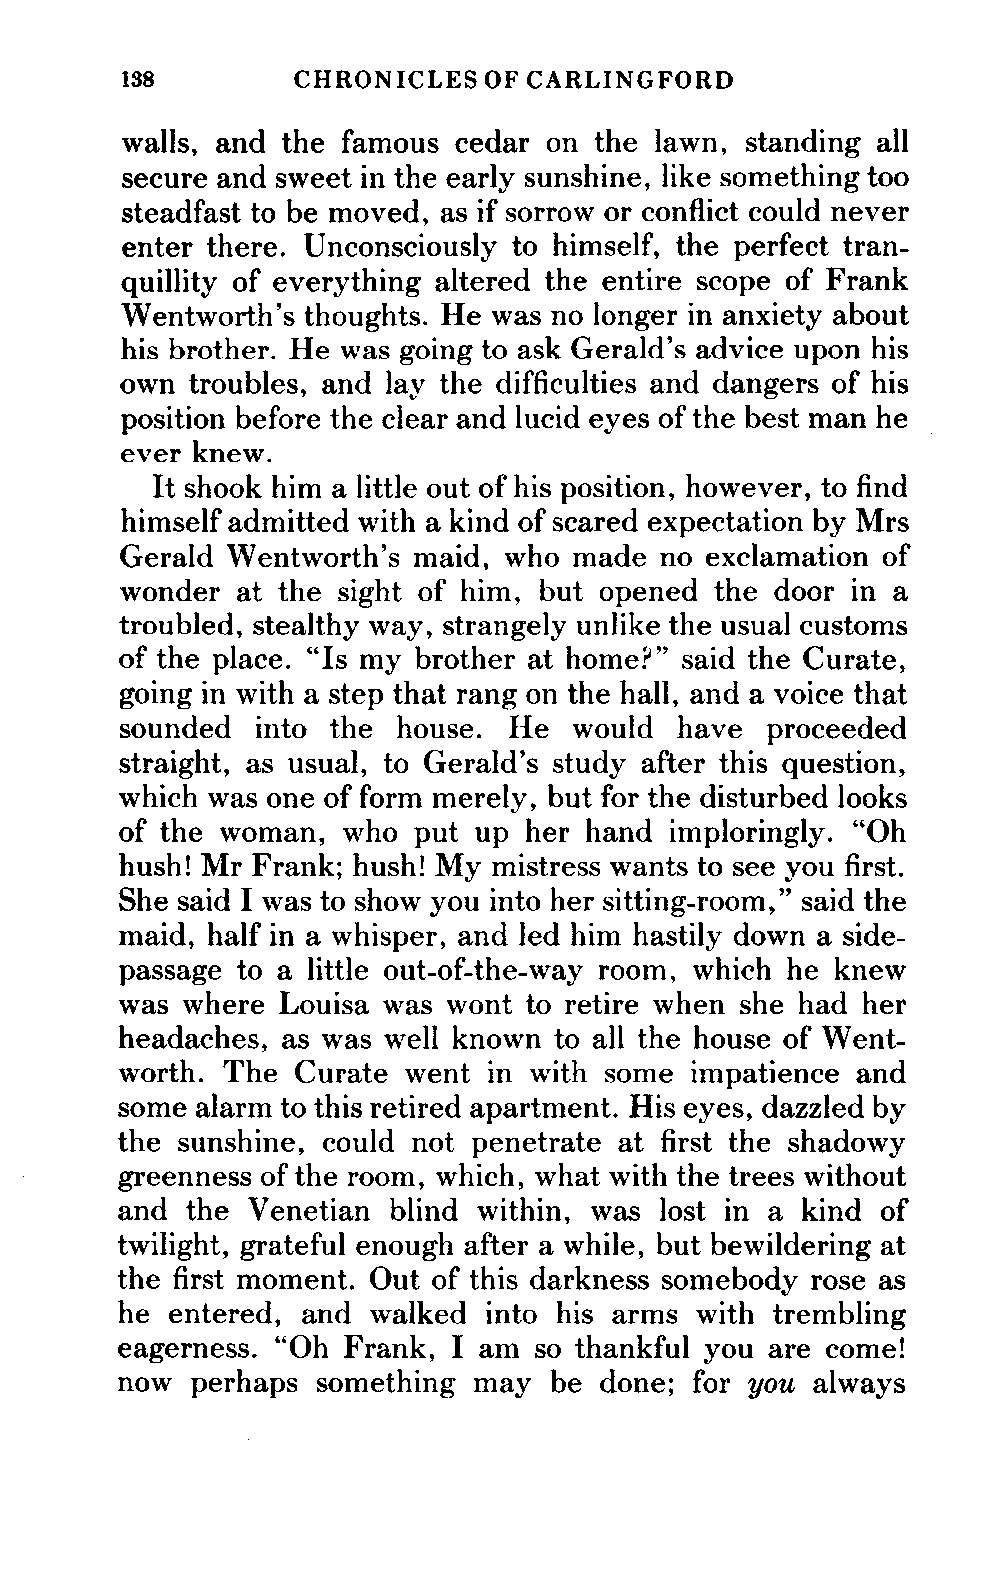 138 CHRONICLES OF CARLINGFORD
walls, and the famous cedar on the lawn, standing all
secure and sweet in the early sunshine, like something too
steadfast to be moved, as if sorrow or conflict could never
enter there. Unconsciously to himself, the perfect tran-
quillity of everything altered the entire scope of Frank
Wentworth's thoughts. He was no longer in anxiety about
his brother. He was going to ask Gerald's advice upon his
own troubles, and lay the difficulties and dangers of his
position before the clear and lucid eyes of the best man he
ever knew.
It shook him a little out of his position, however, to find
himself admitted with a kind of scared expectation by Mrs
Gerald Wentworth's maid, who made no exclamation of
wonder at the sight of him, but opened the door in a
troubled, stealthy way, strangely unlike the usual customs
of the place. “Is my brother at home?” said the Curate,
going in with a step that rang on the hall, and a voice that
sounded into the house. He would have proceeded
straight, as usual, to Gerald's study after this question,
which was one of form merely, but for the disturbed looks
of the woman, who put up her hand imploringly. “Oh
hush! Mr Frank; hush! My mistress wants to see you first.
She said I was to show you into her sitting-room,” said the
maid, half in a whisper, and led him hastily down a side-
passage to a little out-of-the-way room, which he knew
was where Louisa was wont to retire when she had her
headaches, as was well known to all the house of Went-
worth. The Curate went in with some impatience and
some alarm to this retired apartment. His eyes, dazzled by
the sunshine, could not penetrate at first the shadowy
greenness of the room, which, what with the trees without
and the Venetian blind within, was lost in a kind of
twilight, grateful enough after a while, but bewildering at
the first moment. Out of this darkness somebody rose as
he entered, and walked into his arms with trembling
eagerness. “Oh Frank, I am so thankful you are come!
now perhaps something may be done; for you always